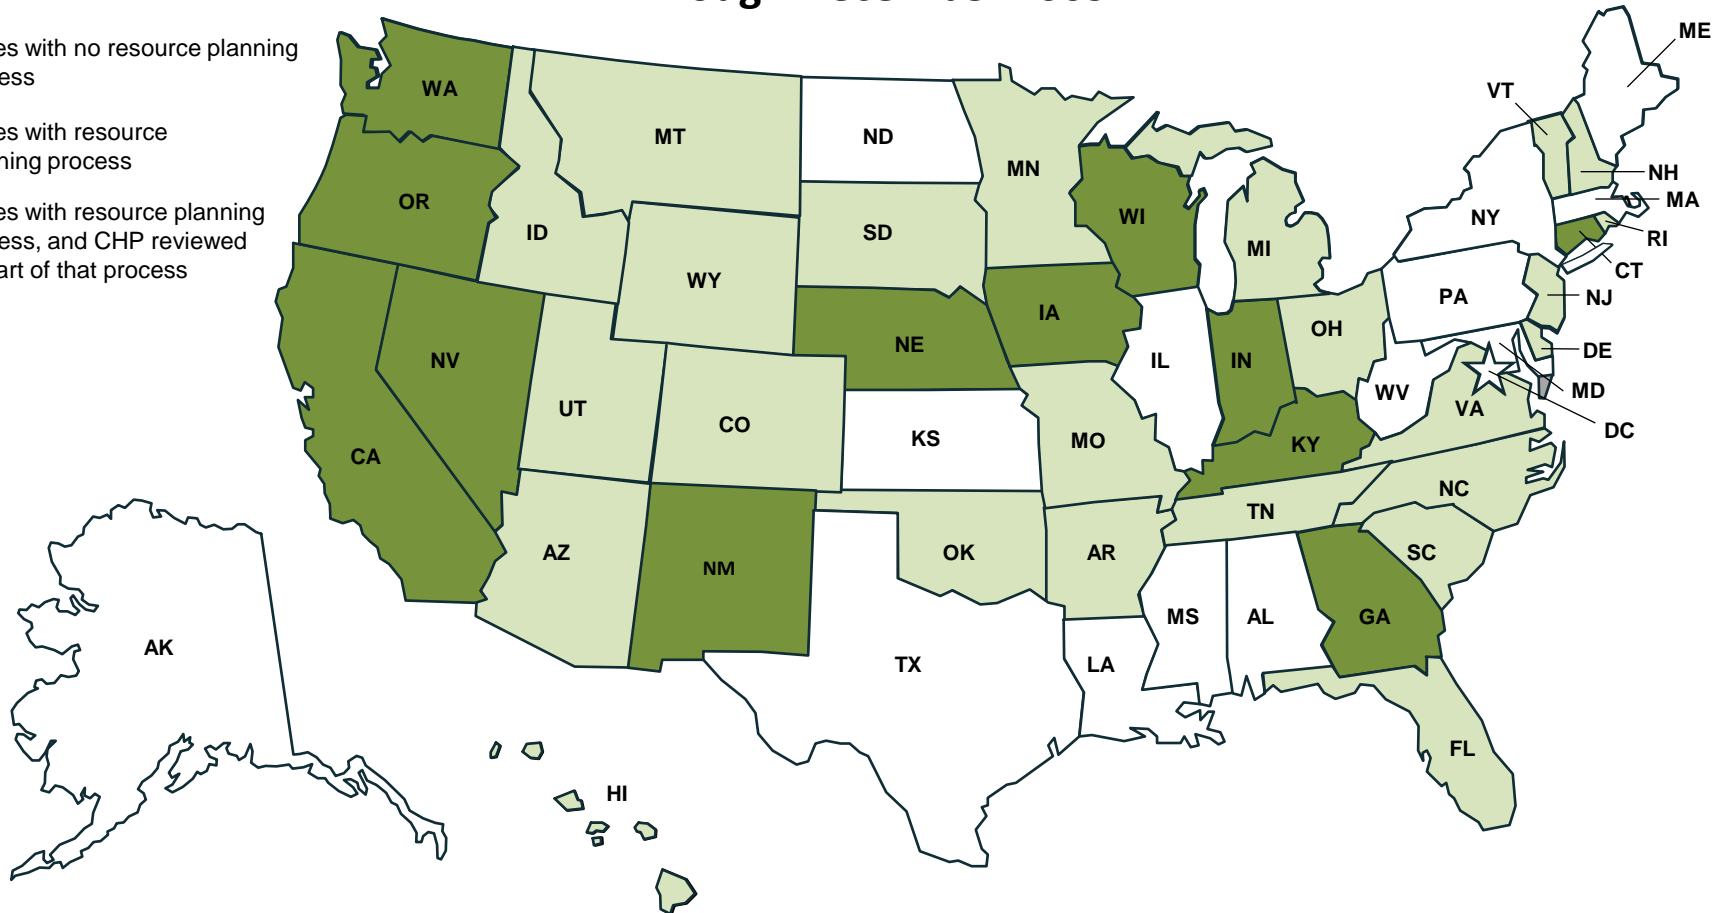 es with no resource planning
ess
es with resource
ning process
es with resource planning
ess, and CHP reviewed
art of that process
ME
WA
VT
MT
ND
MN
NH
OR
MA
WI
NY
ID
SD
RI
MI
CT
WY
PA
NJ
IA
OH
NE
DE
NV
IL
IN
MD
WV
UT
VA
CO
DC
KS
MO
KY
CA
NC
TN
AZ
OK
AR
SC
NM
MS
AL
GA
AK
TX
LA
FL
HI